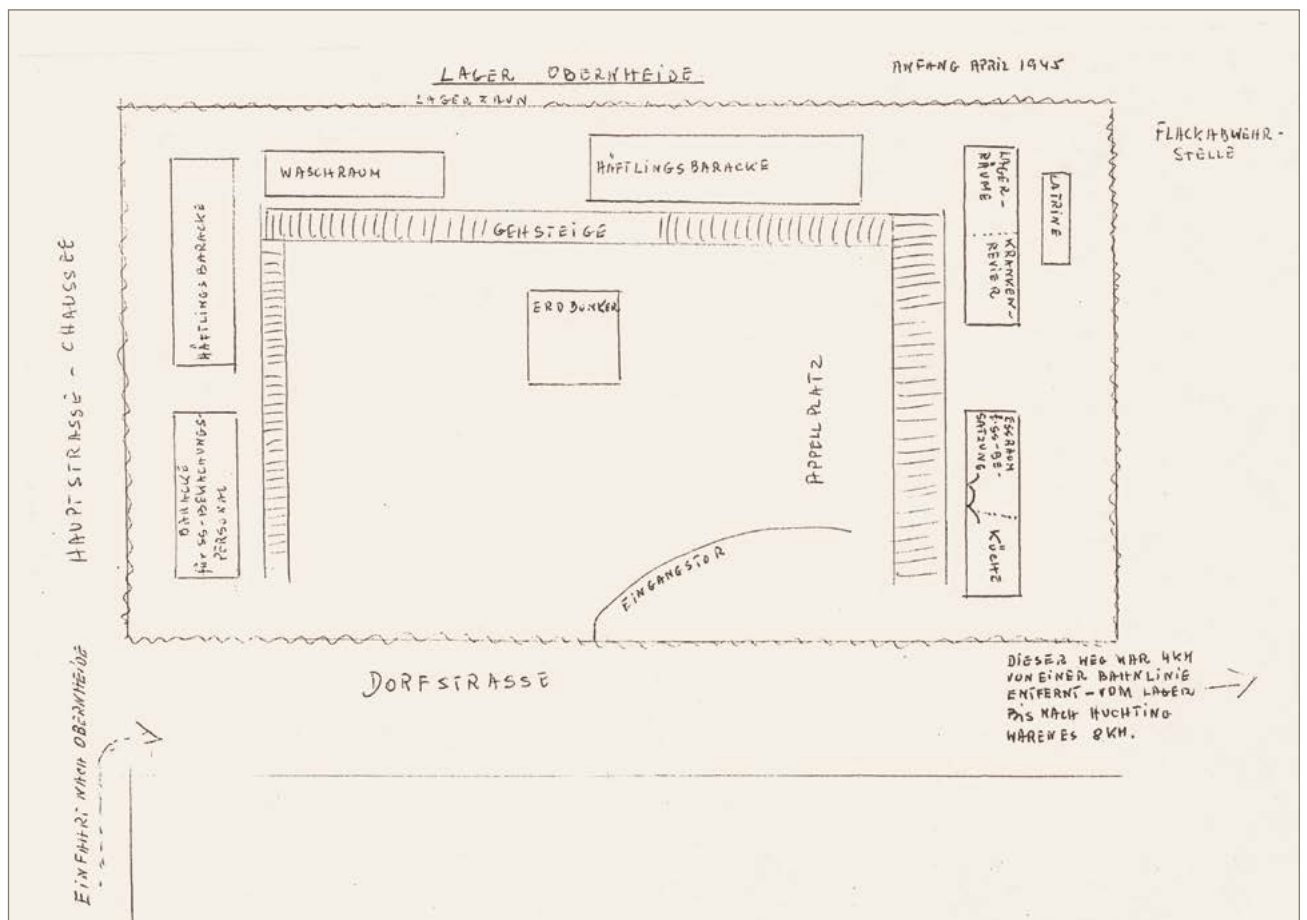 LAGER OBERNHEIDE
ANFANG APRIL 1945
LAGERZAUN
FLACKABWEHR-
STELLE
WASCHRAUM
HÄFTLINGSBARACKE
LAGER-
RÄUME
KRANKEN-
REVIER
LATRINE
GEHSTEIGE
HÄFTLINGSBARACKE
HAUPTSTRASSE - CHAUSSÈE
ERDBUNKER
APPELLPLATZ
BARACKE
für SS-BEWACHUNGS-
PERSONAL
ESSRAUM
f. SS-BE-
SATZUNG
KÜCHE
EINGANGSTOR
DORFSTRASSE
DIESER WEG WAR 4KM
VON EINER BAHNLINIE
ENTFERNT - VOM LAGER
BIS NACH HUCHTING
WAREN ES 8KM.
EINFAHRT NACH OBERNHEIDE